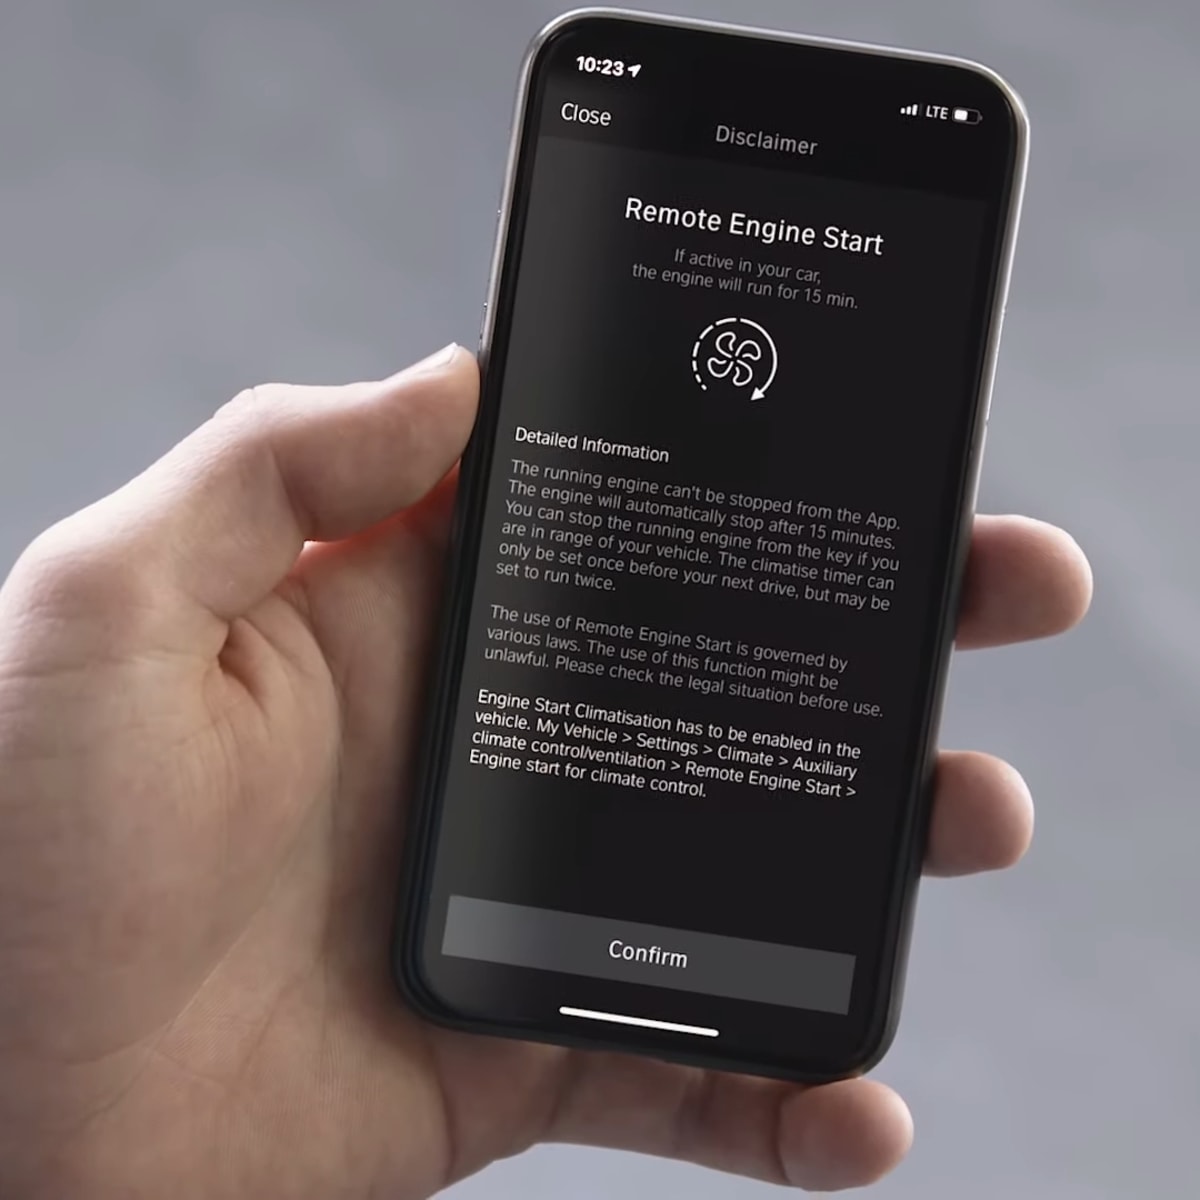 10:23
LTE
Close
Disclaimer
Remote Engine Start
If active in your car,
the engine will run for 15 min.
Detailed Information
The running engine can't be stopped from the App.
The engine will automatically stop after 15 minutes.
You can stop the running engine from the key if you
are in range of your vehicle. The climatise timer can
only be set once before your next drive, but may be
set to run twice.
The use of Remote Engine Start is governed by
various laws. The use of this function might be
unlawful. Please check the legal situation before use.
Engine Start Climatisation has to be enabled in the
vehicle. My Vehicle > Settings > Climate > Auxiliary
climate control/ventilation > Remote Engine Start >
Engine start for climate control.
Confirm